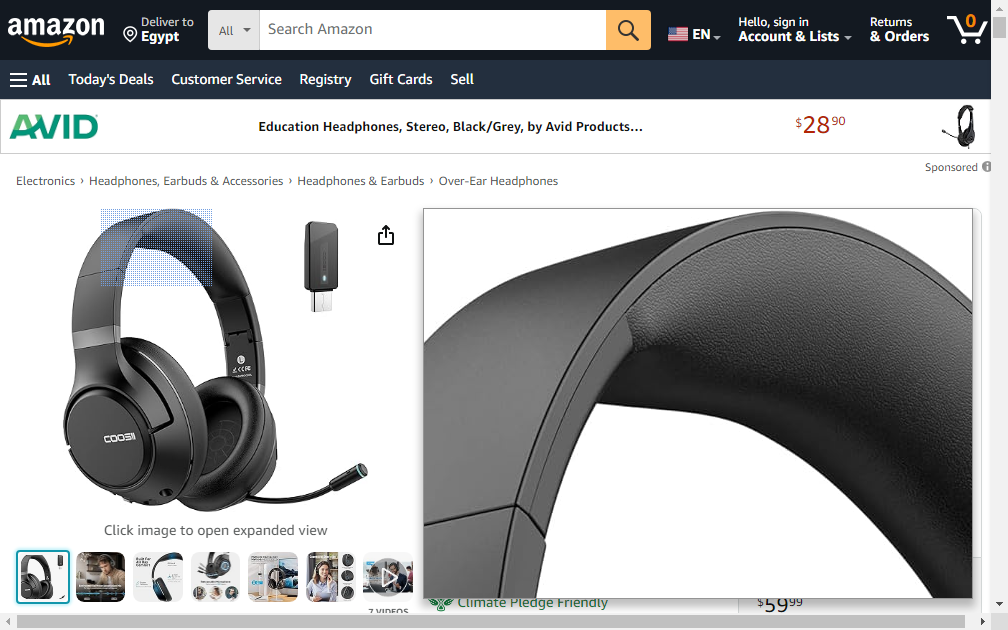 amazon
Deliver to
Egypt
All
Search Amazon
EN
Hello, sign in
Account & Lists
Returns
& Orders
0
All
Today's Deals
Customer Service
Registry
Gift Cards
Sell
AVID
Education Headphones, Stereo, Black/Grey, by Avid Products...
$28.90
Sponsored
Electronics › Headphones, Earbuds & Accessories › Headphones & Earbuds › Over-Ear Headphones
L
COOSII
Click image to open expanded view
7 VIDEOS
Climate Pledge Friendly
$59.99